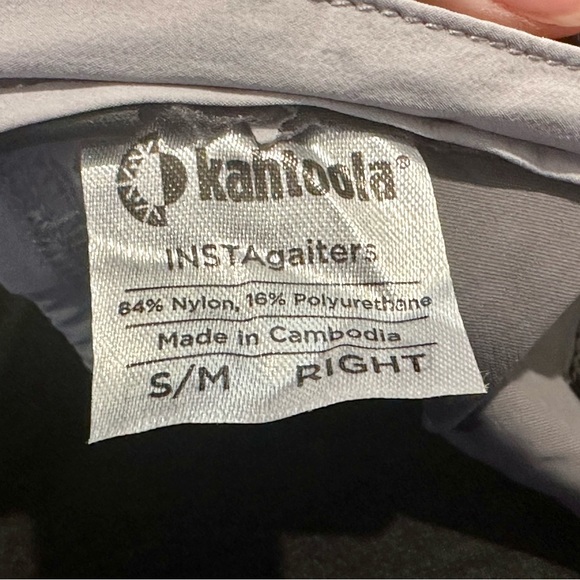 kahtoola®
INSTAgaiters
84% Nylon, 16% Polyurethane
Made in Cambodia
S/M RIGHT